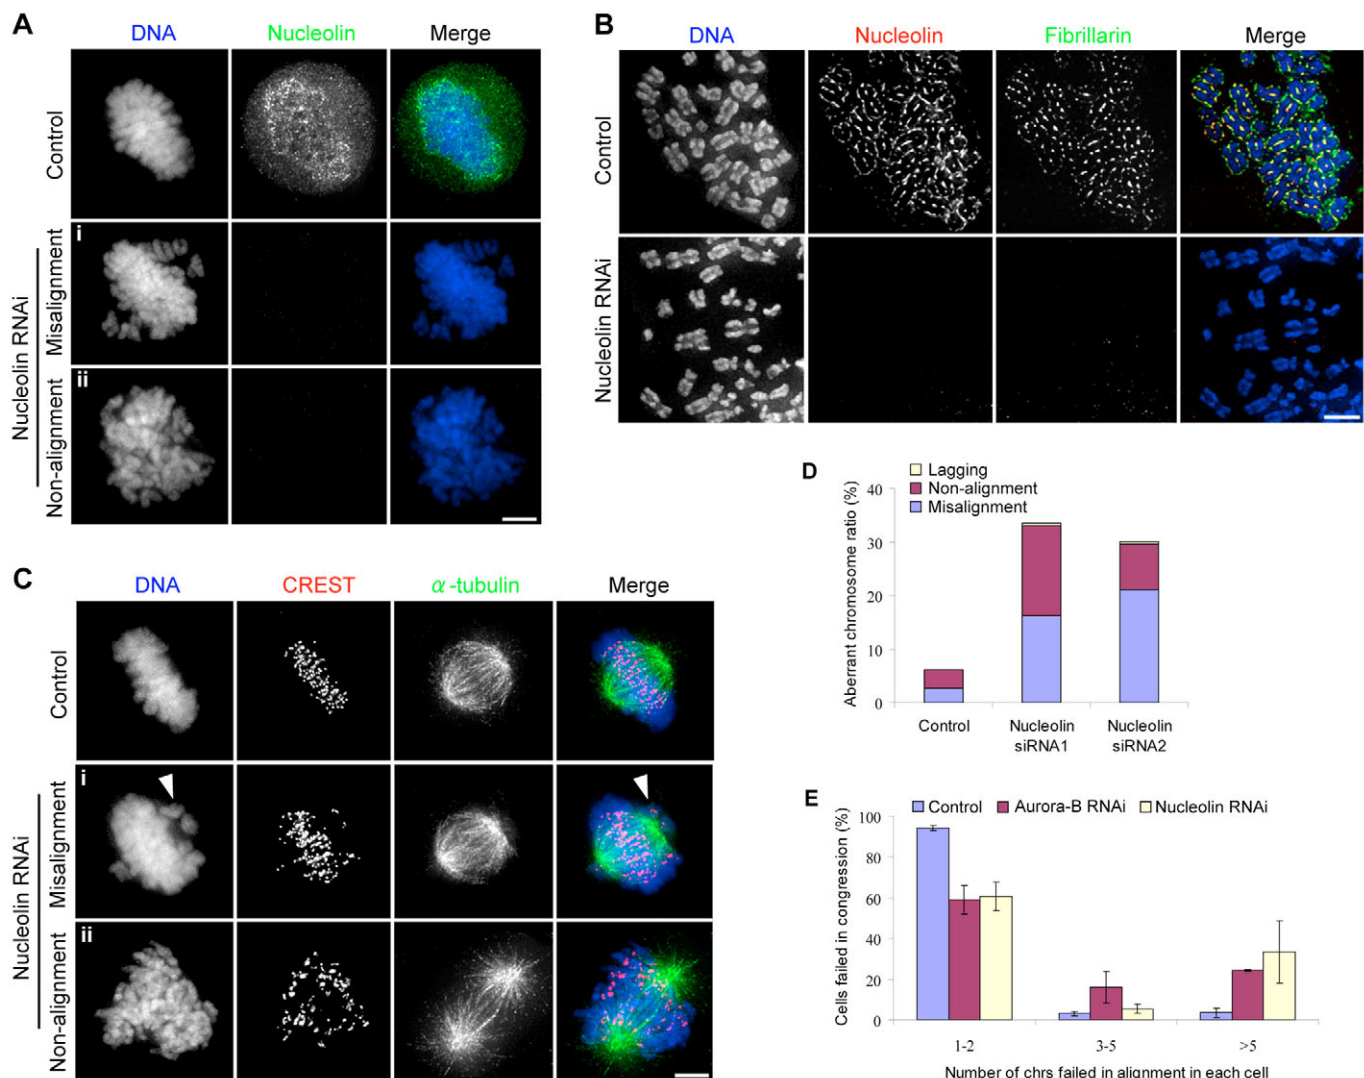 A
DNA
Nucleolin
Merge
Control
Nucleolin RNAi
i
Misalignment
ii
Non-alignment
B
DNA
Nucleolin
Fibrillarin
Merge
Control
Nucleolin RNAi
C
DNA
CREST
α-tubulin
Merge
Control
Nucleolin RNAi
i
Misalignment
ii
Non-alignment
D
Lagging
Non-alignment
Misalignment
Aberrant chromosome ratio (%)
40
30
20
10
0
Control
Nucleolin
siRNA1
Nucleolin
siRNA2
E
Control
Aurora-B RNAi
Nucleolin RNAi
Cells failed in congression (%)
100
80
60
40
20
0
1-2
3-5
>5
Number of chrs failed in alignment in each cell